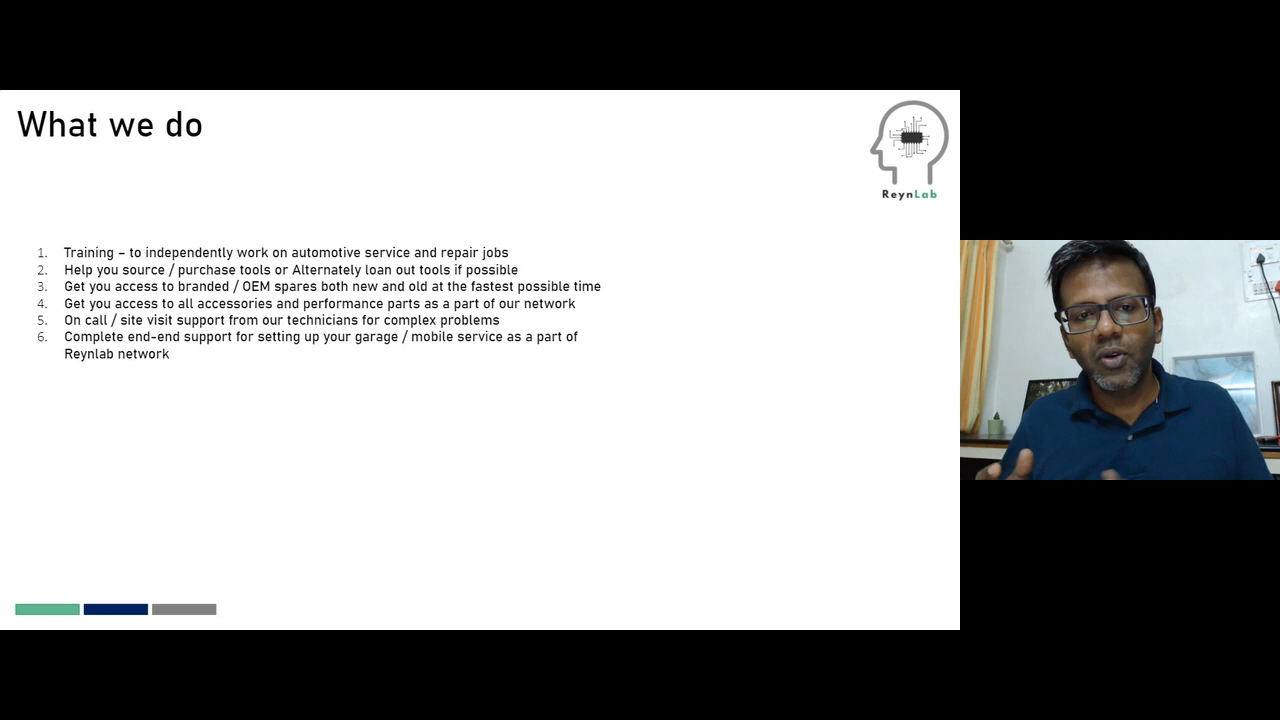 What we do
ReynLab
1. Training – to independently work on automotive service and repair jobs
2. Help you source / purchase tools or Alternately loan out tools if possible
3. Get you access to branded / OEM spares both new and old at the fastest possible time
4. Get you access to all accessories and performance parts as a part of our network
5. On call / site visit support from our technicians for complex problems
6. Complete end-end support for setting up your garage / mobile service as a part of
Reynlab network